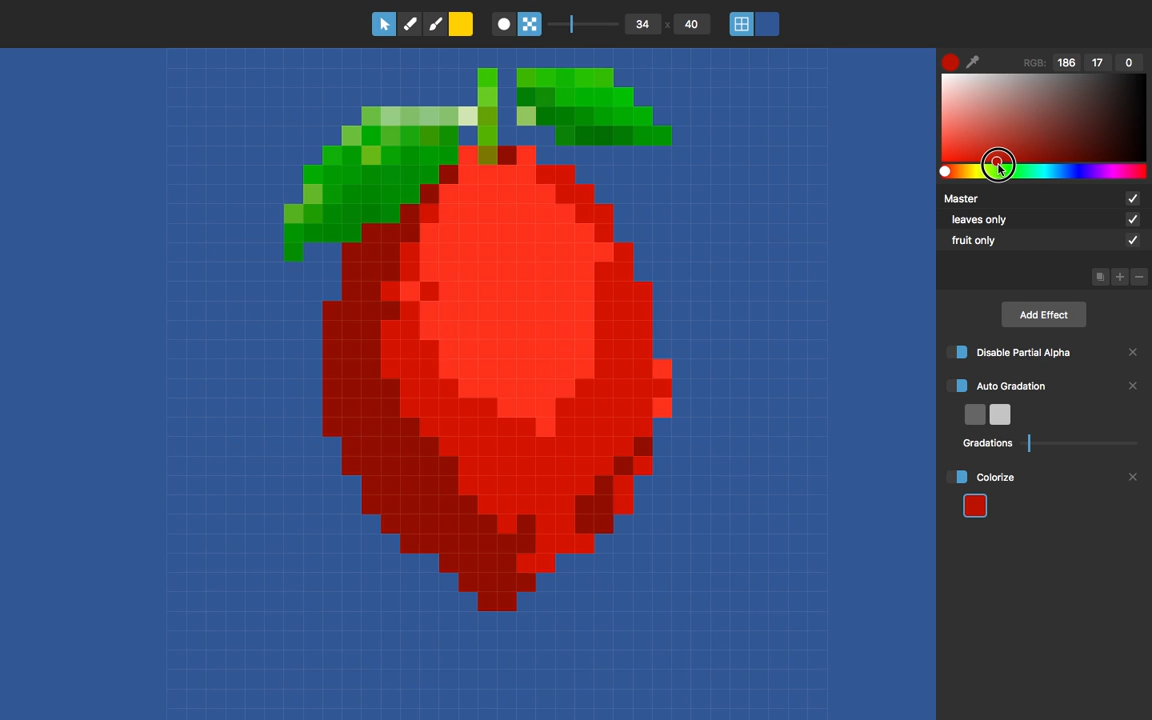 34 x 40
RGB: 186 17 0
Master
leaves only
fruit only
Add Effect
Disable Partial Alpha
Auto Gradation
Gradations
Colorize